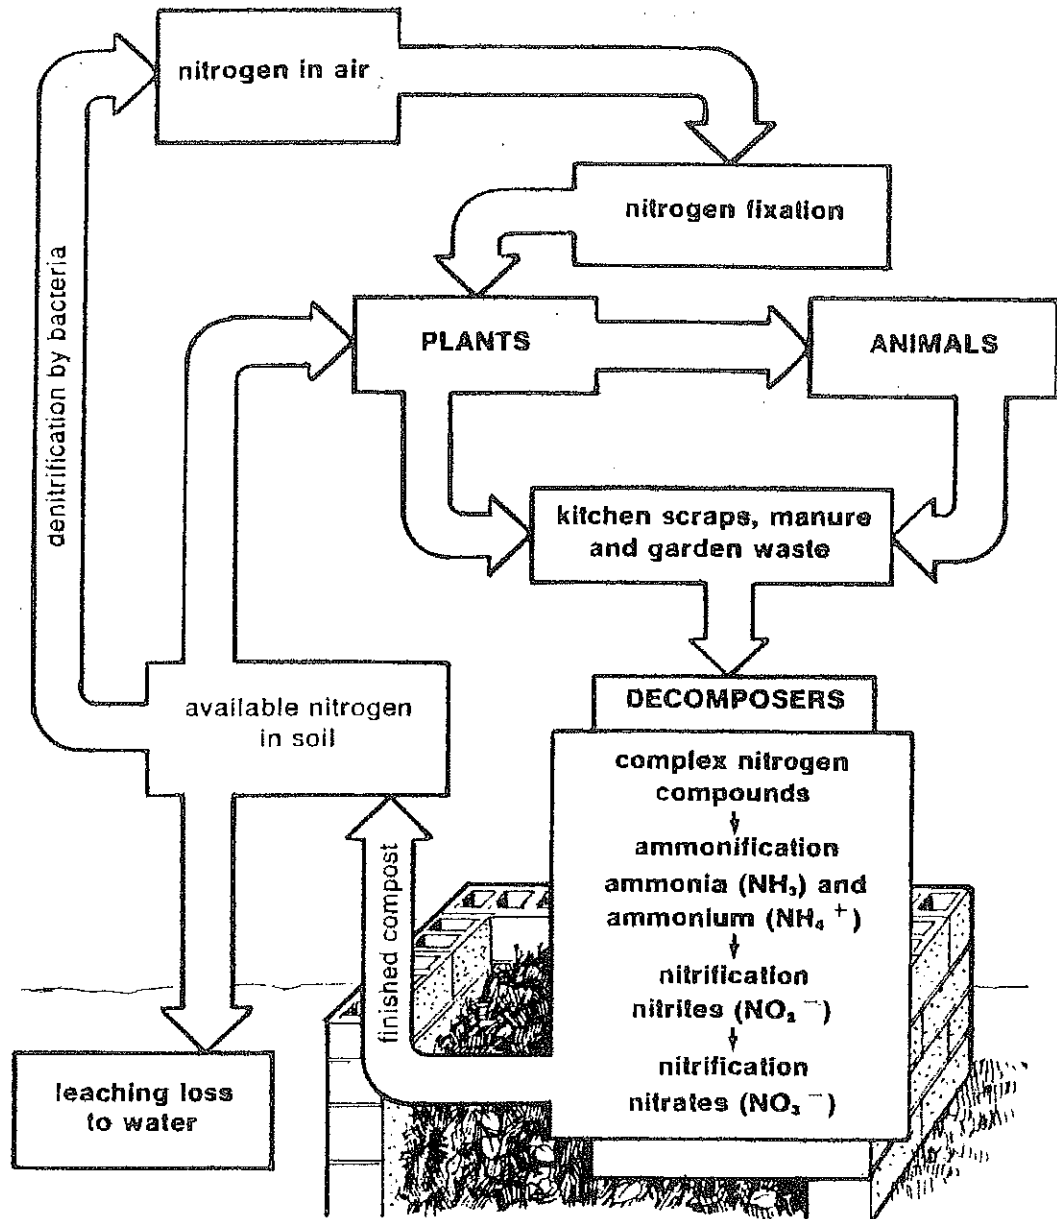 nitrogen in air
nitrogen fixation
denitrification by bacteria
PLANTS
ANIMALS
kitchen scraps, manure
and garden waste
available nitrogen
in soil
DECOMPOSERS
complex nitrogen
compounds
ammonification
ammonia (NH₃) and
ammonium (NH₄⁺)
nitrification
nitrites (NO₂⁻)
nitrification
nitrates (NO₃⁻)
finished compost
leaching loss
to water